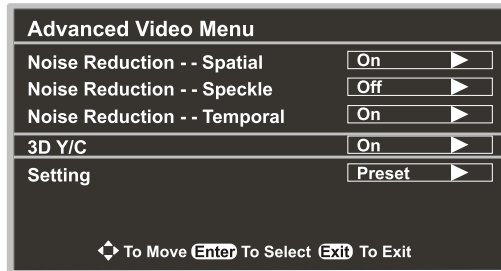 Advanced Video Menu
Noise Reduction - - Spatial On
Noise Reduction - - Speckle Off
Noise Reduction - - Temporal On
3D Y/C On
Setting Preset
To Move Enter To Select Exit To Exit